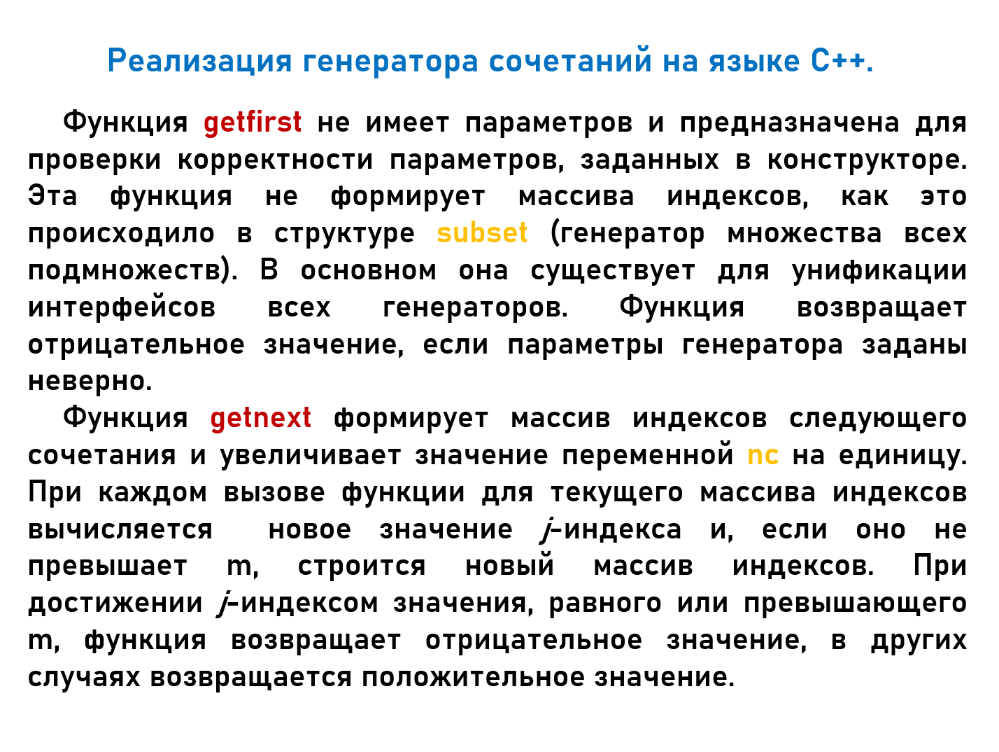 Реализация генератора сочетаний на языке C++.
Функция getfirst не имеет параметров и предназначена для
проверки корректности параметров, заданных в конструкторе.
Эта функция не формирует массива индексов, как это
происходило в структуре subset (генератор множества всех
подмножеств). В основном она существует для унификации
интерфейсов всех генераторов. Функция возвращает
отрицательное значение, если параметры генератора заданы
неверно.
Функция getnext формирует массив индексов следующего
сочетания и увеличивает значение переменной nc на единицу.
При каждом вызове функции для текущего массива индексов
вычисляется новое значение j-индекса и, если оно не
превышает m, строится новый массив индексов. При
достижении j-индексом значения, равного или превышающего
m, функция возвращает отрицательное значение, в других
случаях возвращается положительное значение.